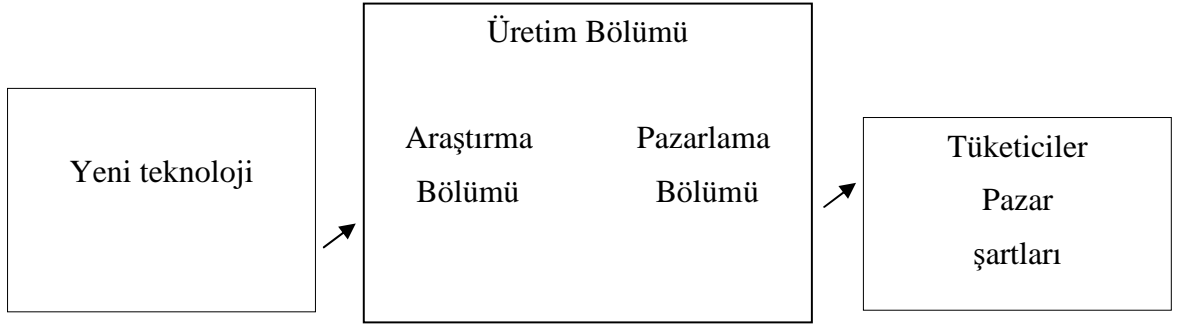 Yeni teknoloji
Üretim Bölümü
Araştırma
Bölümü
Pazarlama
Bölümü
Tüketiciler
Pazar
şartları